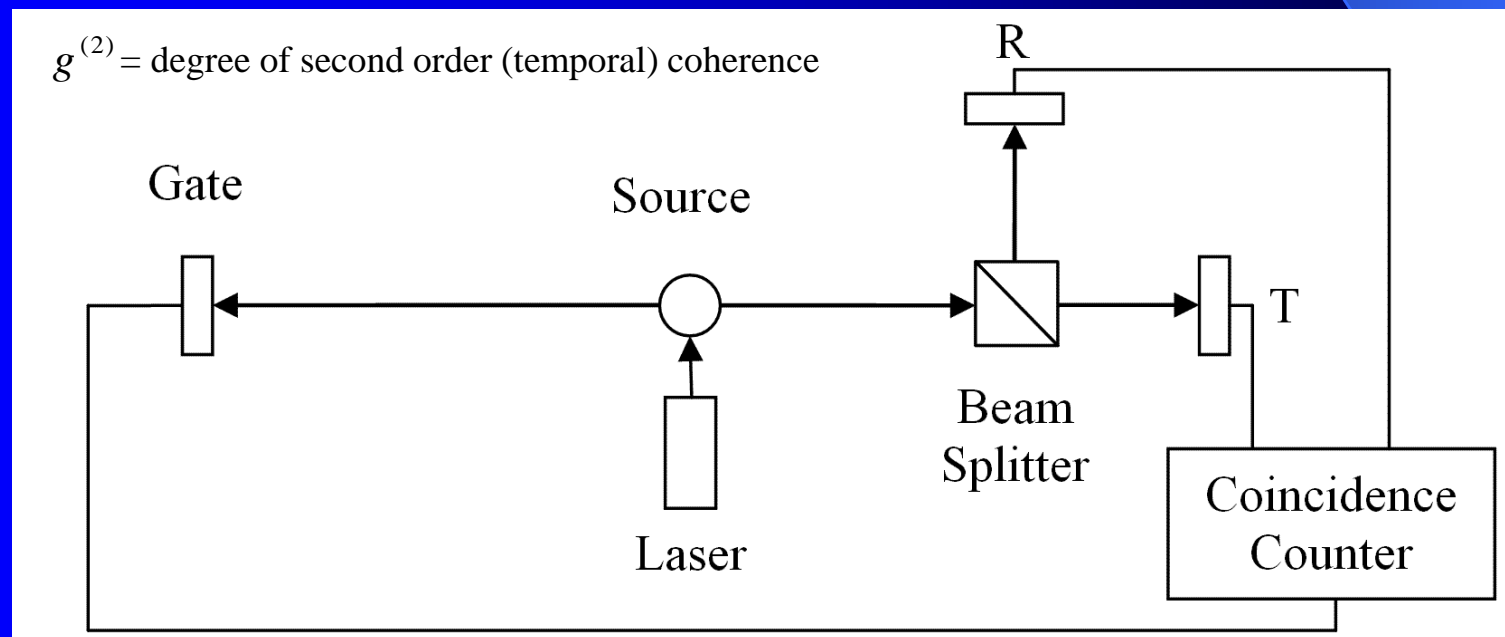 g^(2) = degree of second order (temporal) coherence
R
Gate
Source
T
Beam
Splitter
Laser
Coincidence
Counter